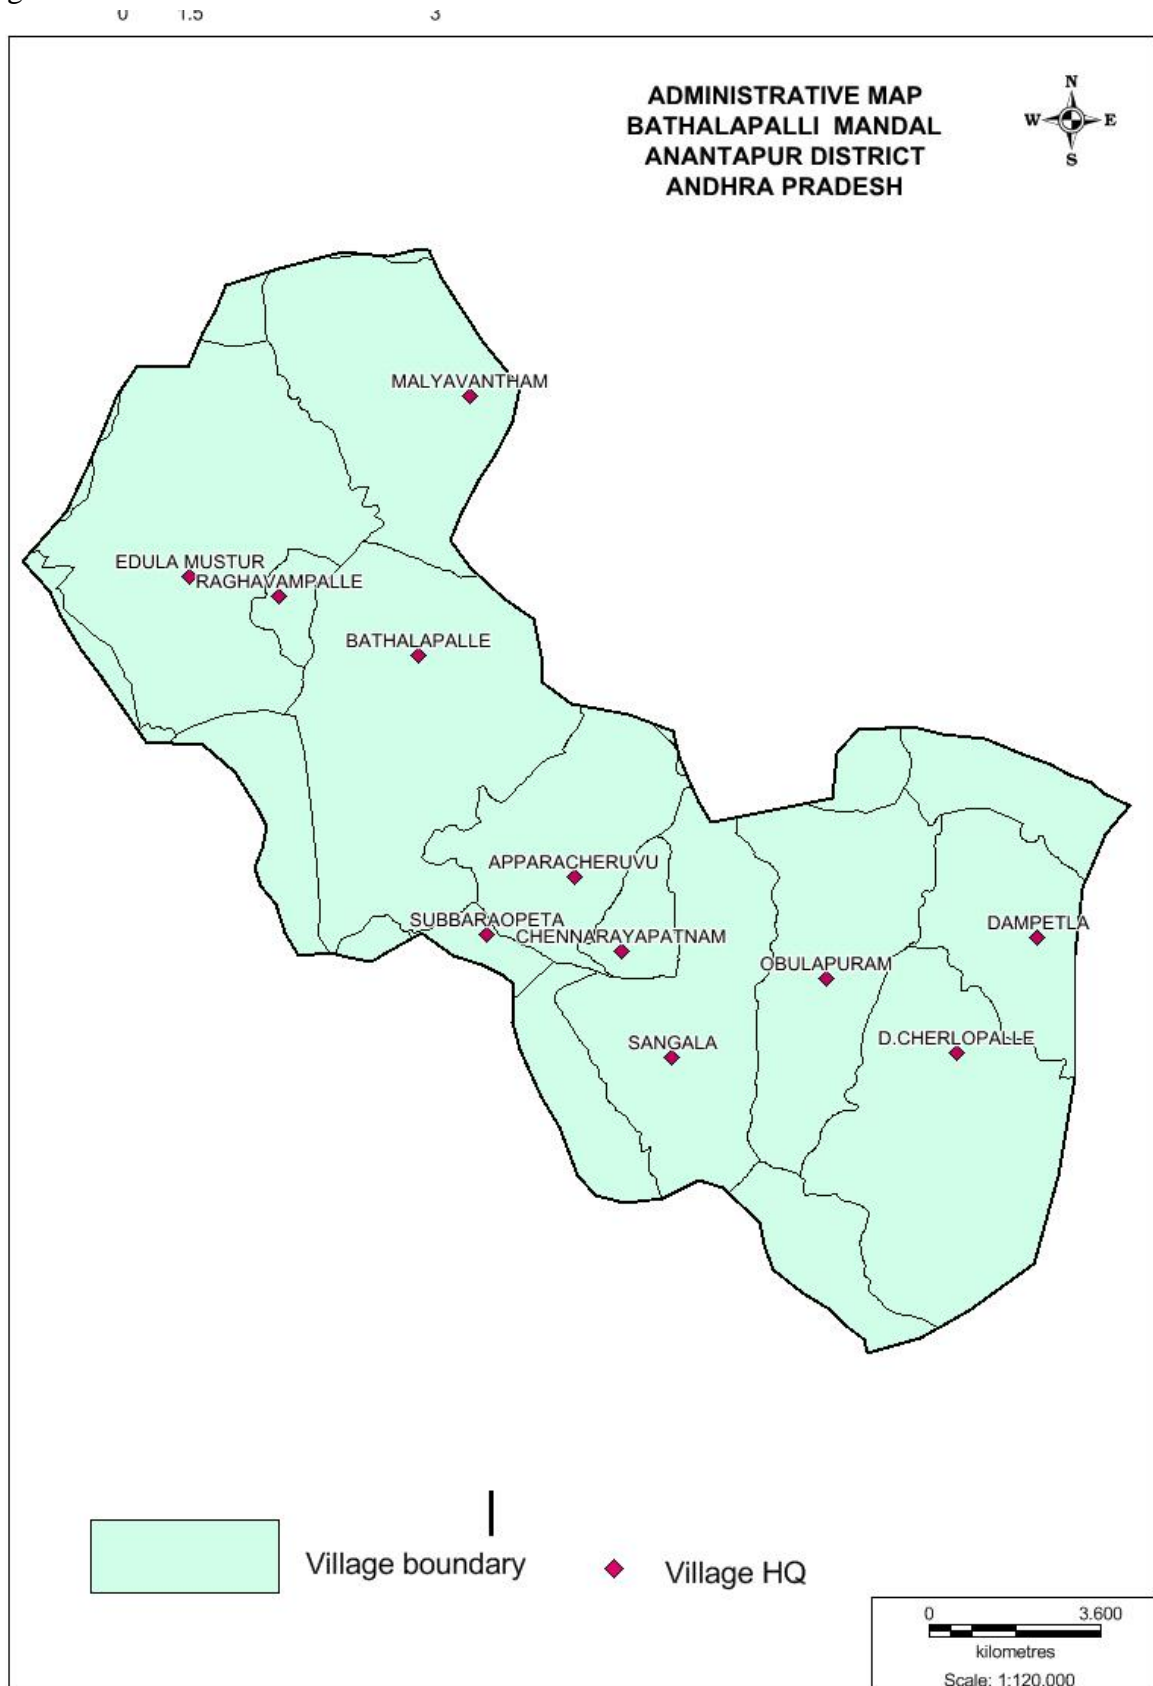 g
0 1.5 3
ADMINISTRATIVE MAP
BATHALAPALLI MANDAL
ANANTAPUR DISTRICT
ANDHRA PRADESH
N
W E
S
MALYAVANTHAM
EDULA MUSTUR
RAGHAVAMPALLE
BATHALAPALLE
APPARACHERUVU
SUBBARAOPETA
CHENNARAYAPATNAM
DAMPETLA
OBULAPURAM
SANGALA
D.CHERLOPALLE
Village boundary
Village HQ
0 3.600
kilometres
Scale: 1:120,000